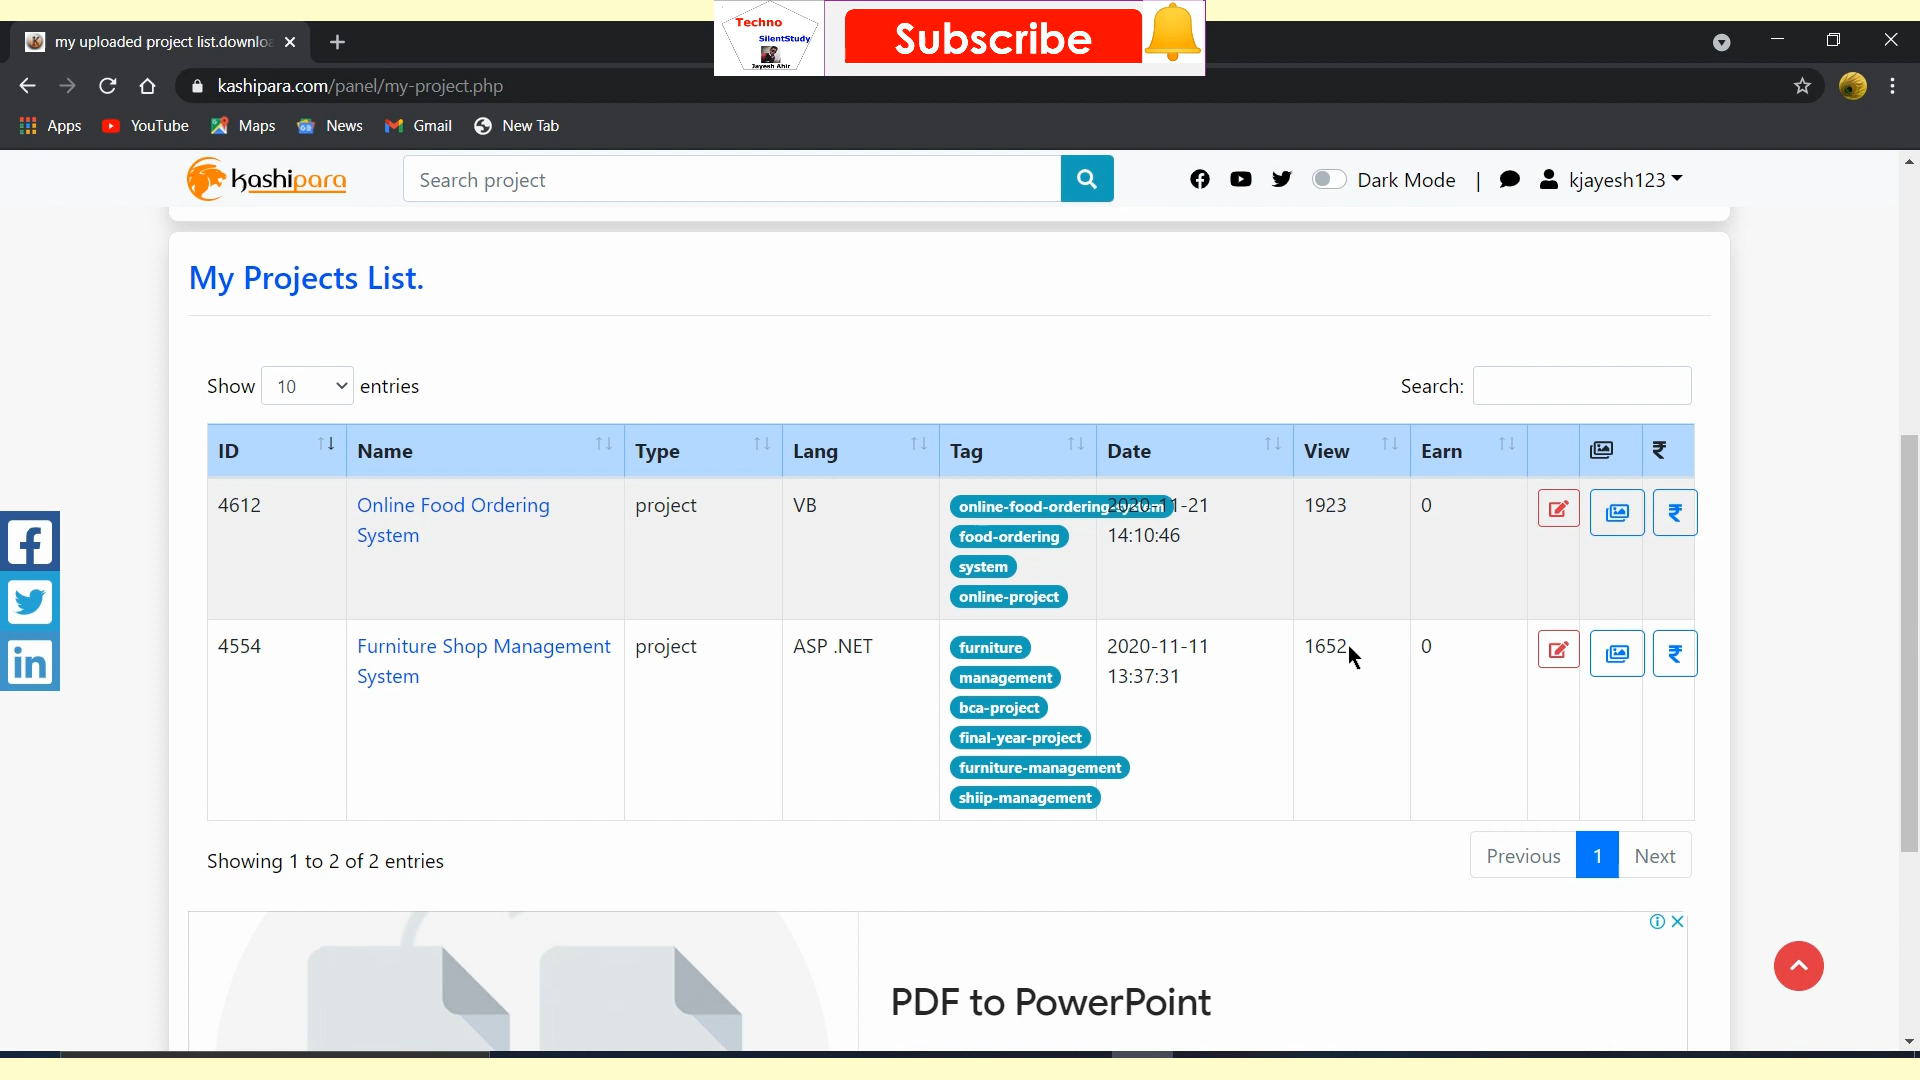 Techno
SilentStudy
Jayesh Ahir
Subscribe
my uploaded project list.downlo
kashipara.com/panel/my-project.php
Apps YouTube Maps News Gmail New Tab
kashipara
Search project
Dark Mode | kjayesh123
My Projects List.
Show 10 entries
Search:
ID Name Type Lang Tag Date View Earn ₹
4612 Online Food Ordering project VB online-food-ordering-system 2020-11-21 1923 0 ₹
System food-ordering 14:10:46
system
online-project
4554 Furniture Shop Management project ASP .NET furniture 2020-11-11 1652 0 ₹
System management 13:37:31
bca-project
final-year-project
furniture-management
shiip-management
Showing 1 to 2 of 2 entries
Previous 1 Next
PDF to PowerPoint